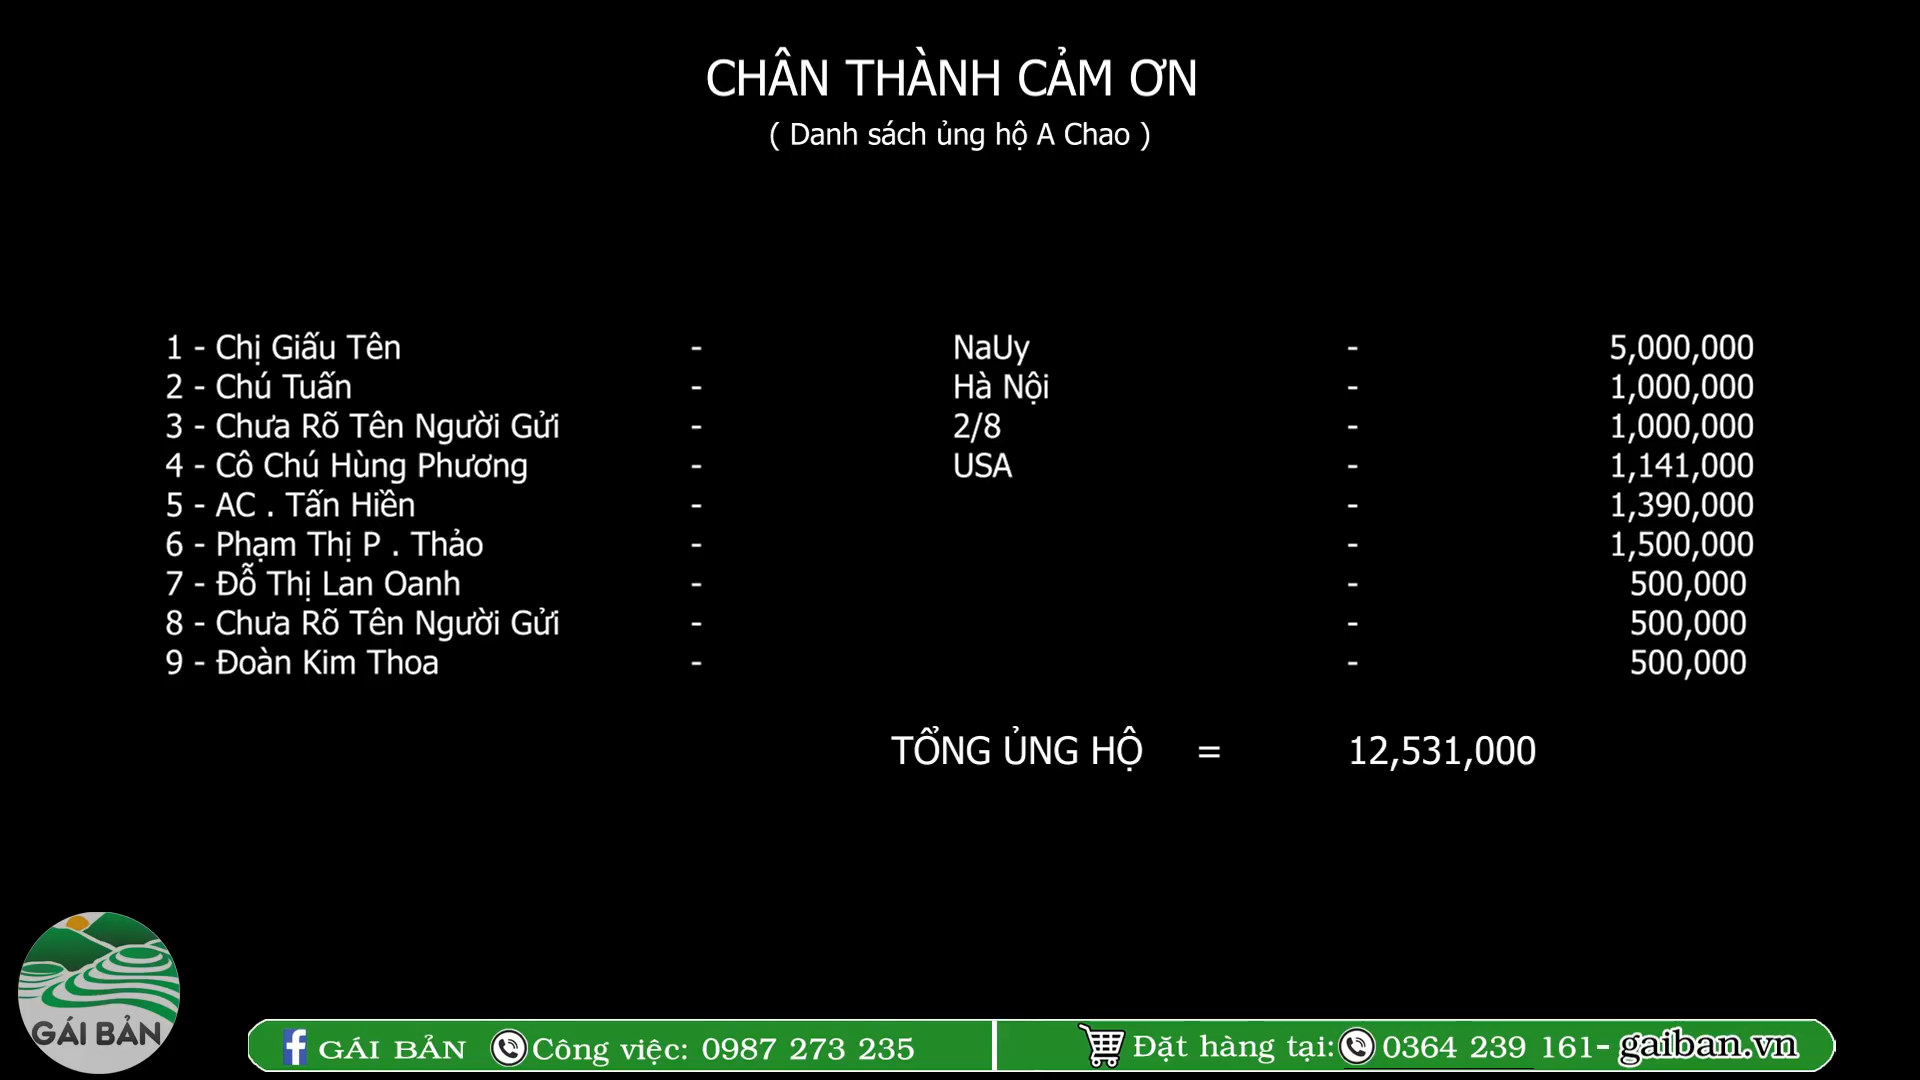 CHÂN THÀNH CẢM ƠN
( Danh sách ủng hộ A Chao )
1 - Chị Giấu Tên - NaUy - 5,000,000
2 - Chú Tuấn - Hà Nội - 1,000,000
3 - Chưa Rõ Tên Người Gửi - 2/8 - 1,000,000
4 - Cô Chú Hùng Phương - USA - 1,141,000
5 - AC . Tấn Hiền - - 1,390,000
6 - Phạm Thị P . Thảo - - 1,500,000
7 - Đỗ Thị Lan Oanh - - 500,000
8 - Chưa Rõ Tên Người Gửi - - 500,000
9 - Đoàn Kim Thoa - - 500,000
TỔNG ỦNG HỘ = 12,531,000
GÁI BẢN
GÁI BẢN Công việc: 0987 273 235 Đặt hàng tại: 0364 239 161- gaiban.vn